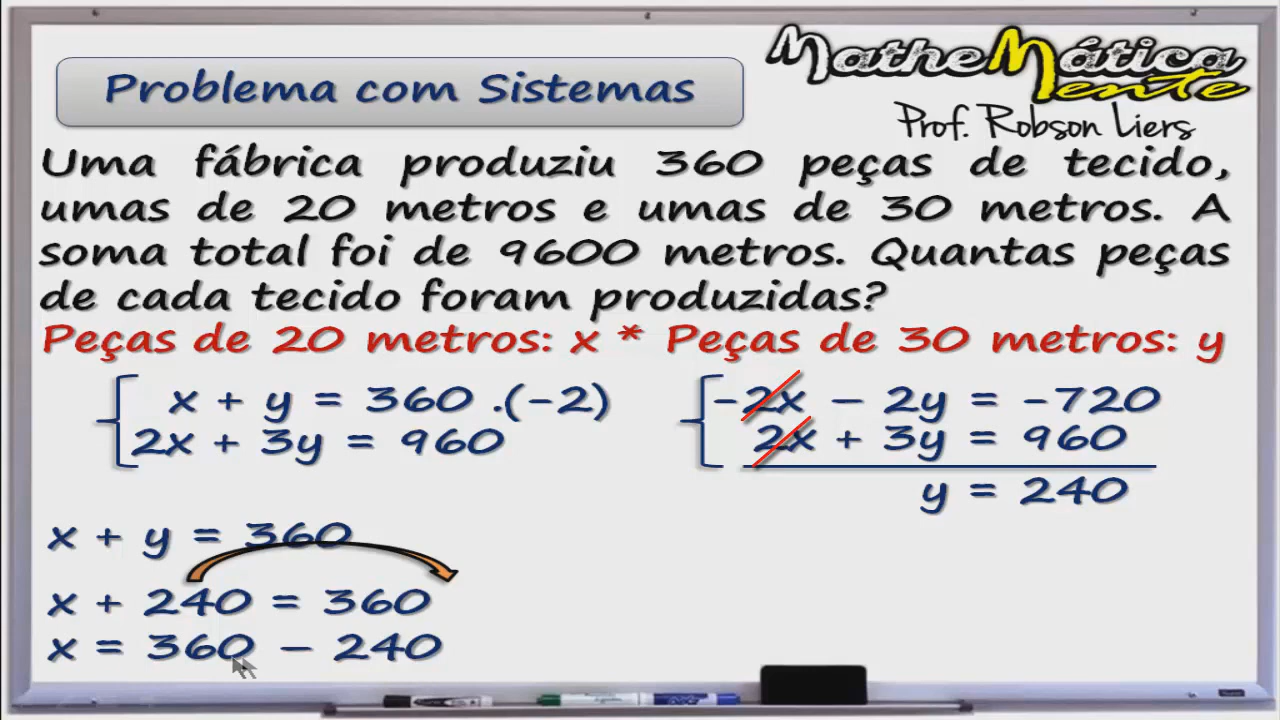 Problema com Sistemas
MatheMática
Mente
Prof. Robson Liers
Uma fábrica produziu 360 peças de tecido,
umas de 20 metros e umas de 30 metros. A
soma total foi de 9600 metros. Quantas peças
de cada tecido foram produzidas?
Peças de 20 metros: x * Peças de 30 metros: y
x + y = 360 .(-2)
2x + 3y = 960
-2x - 2y = -720
2x + 3y = 960
y = 240
x + y = 360
x + 240 = 360
x = 360 - 240